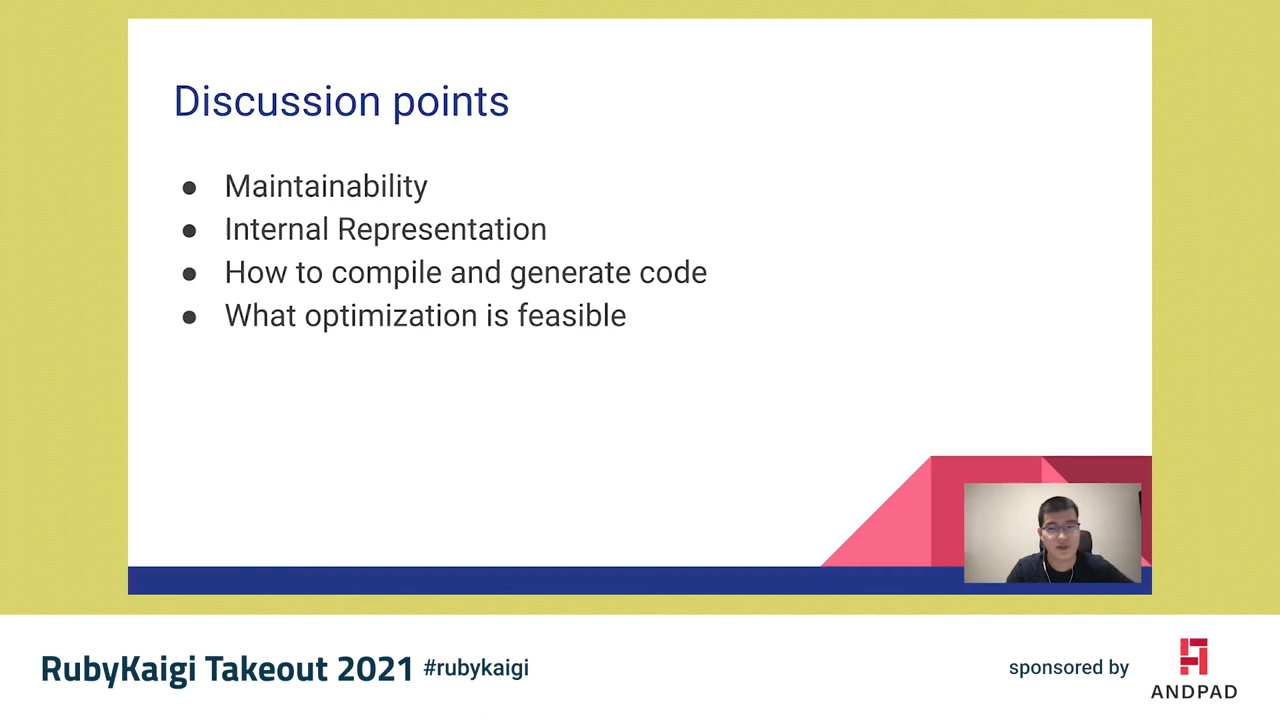 Discussion points
● Maintainability
● Internal Representation
● How to compile and generate code
● What optimization is feasible
RubyKaigi Takeout 2021 #rubykaigi
sponsored by
ANDPAD